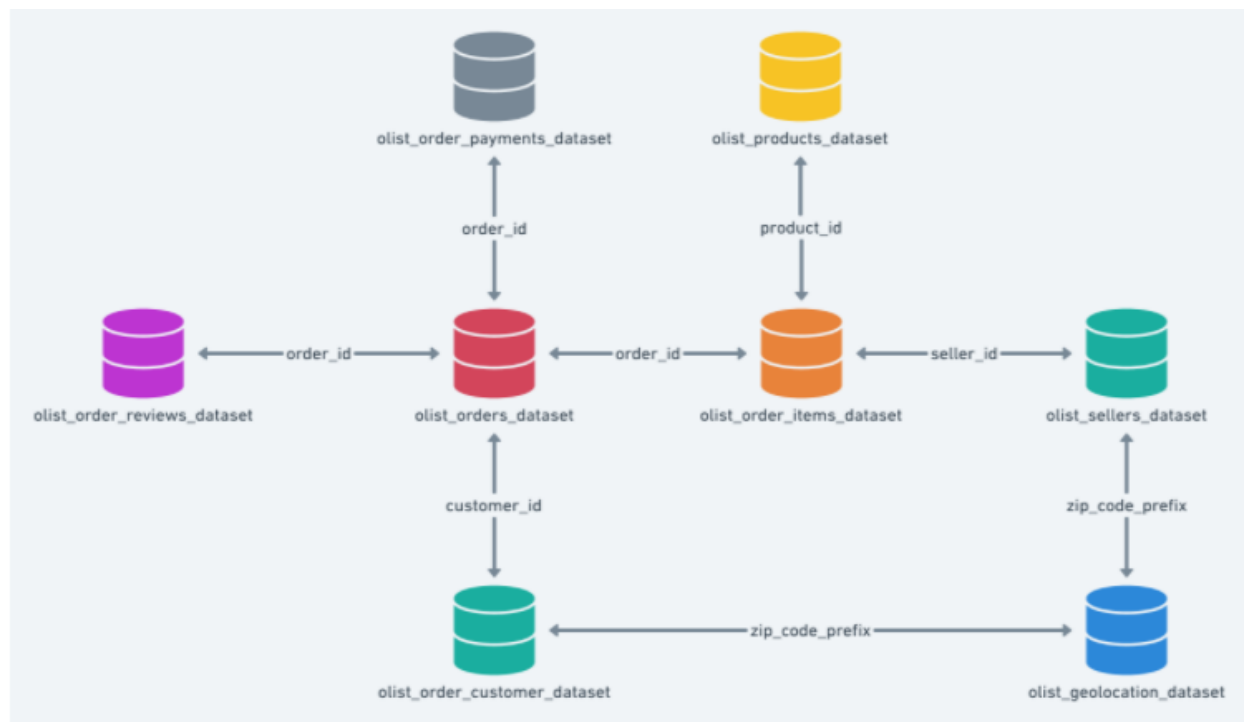 olist_order_payments_dataset
olist_products_dataset
order_id
product_id
order_id
order_id
seller_id
olist_order_reviews_dataset
olist_orders_dataset
olist_order_items_dataset
olist_sellers_dataset
customer_id
zip_code_prefix
zip_code_prefix
olist_order_customer_dataset
olist_geolocation_dataset